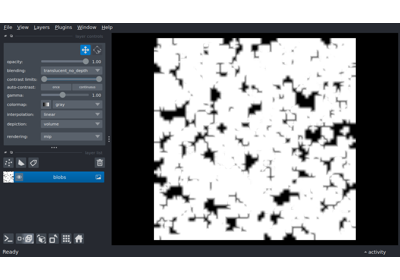 File View Layers Plugins Window Help
opacity: 1.00
blending: translucent_no_depth
contrast limits:
auto-contrast: once continuous
gamma: 1.00
colormap: gray
interpolation: linear
depiction: volume
rendering: mip
blobs
Ready activity